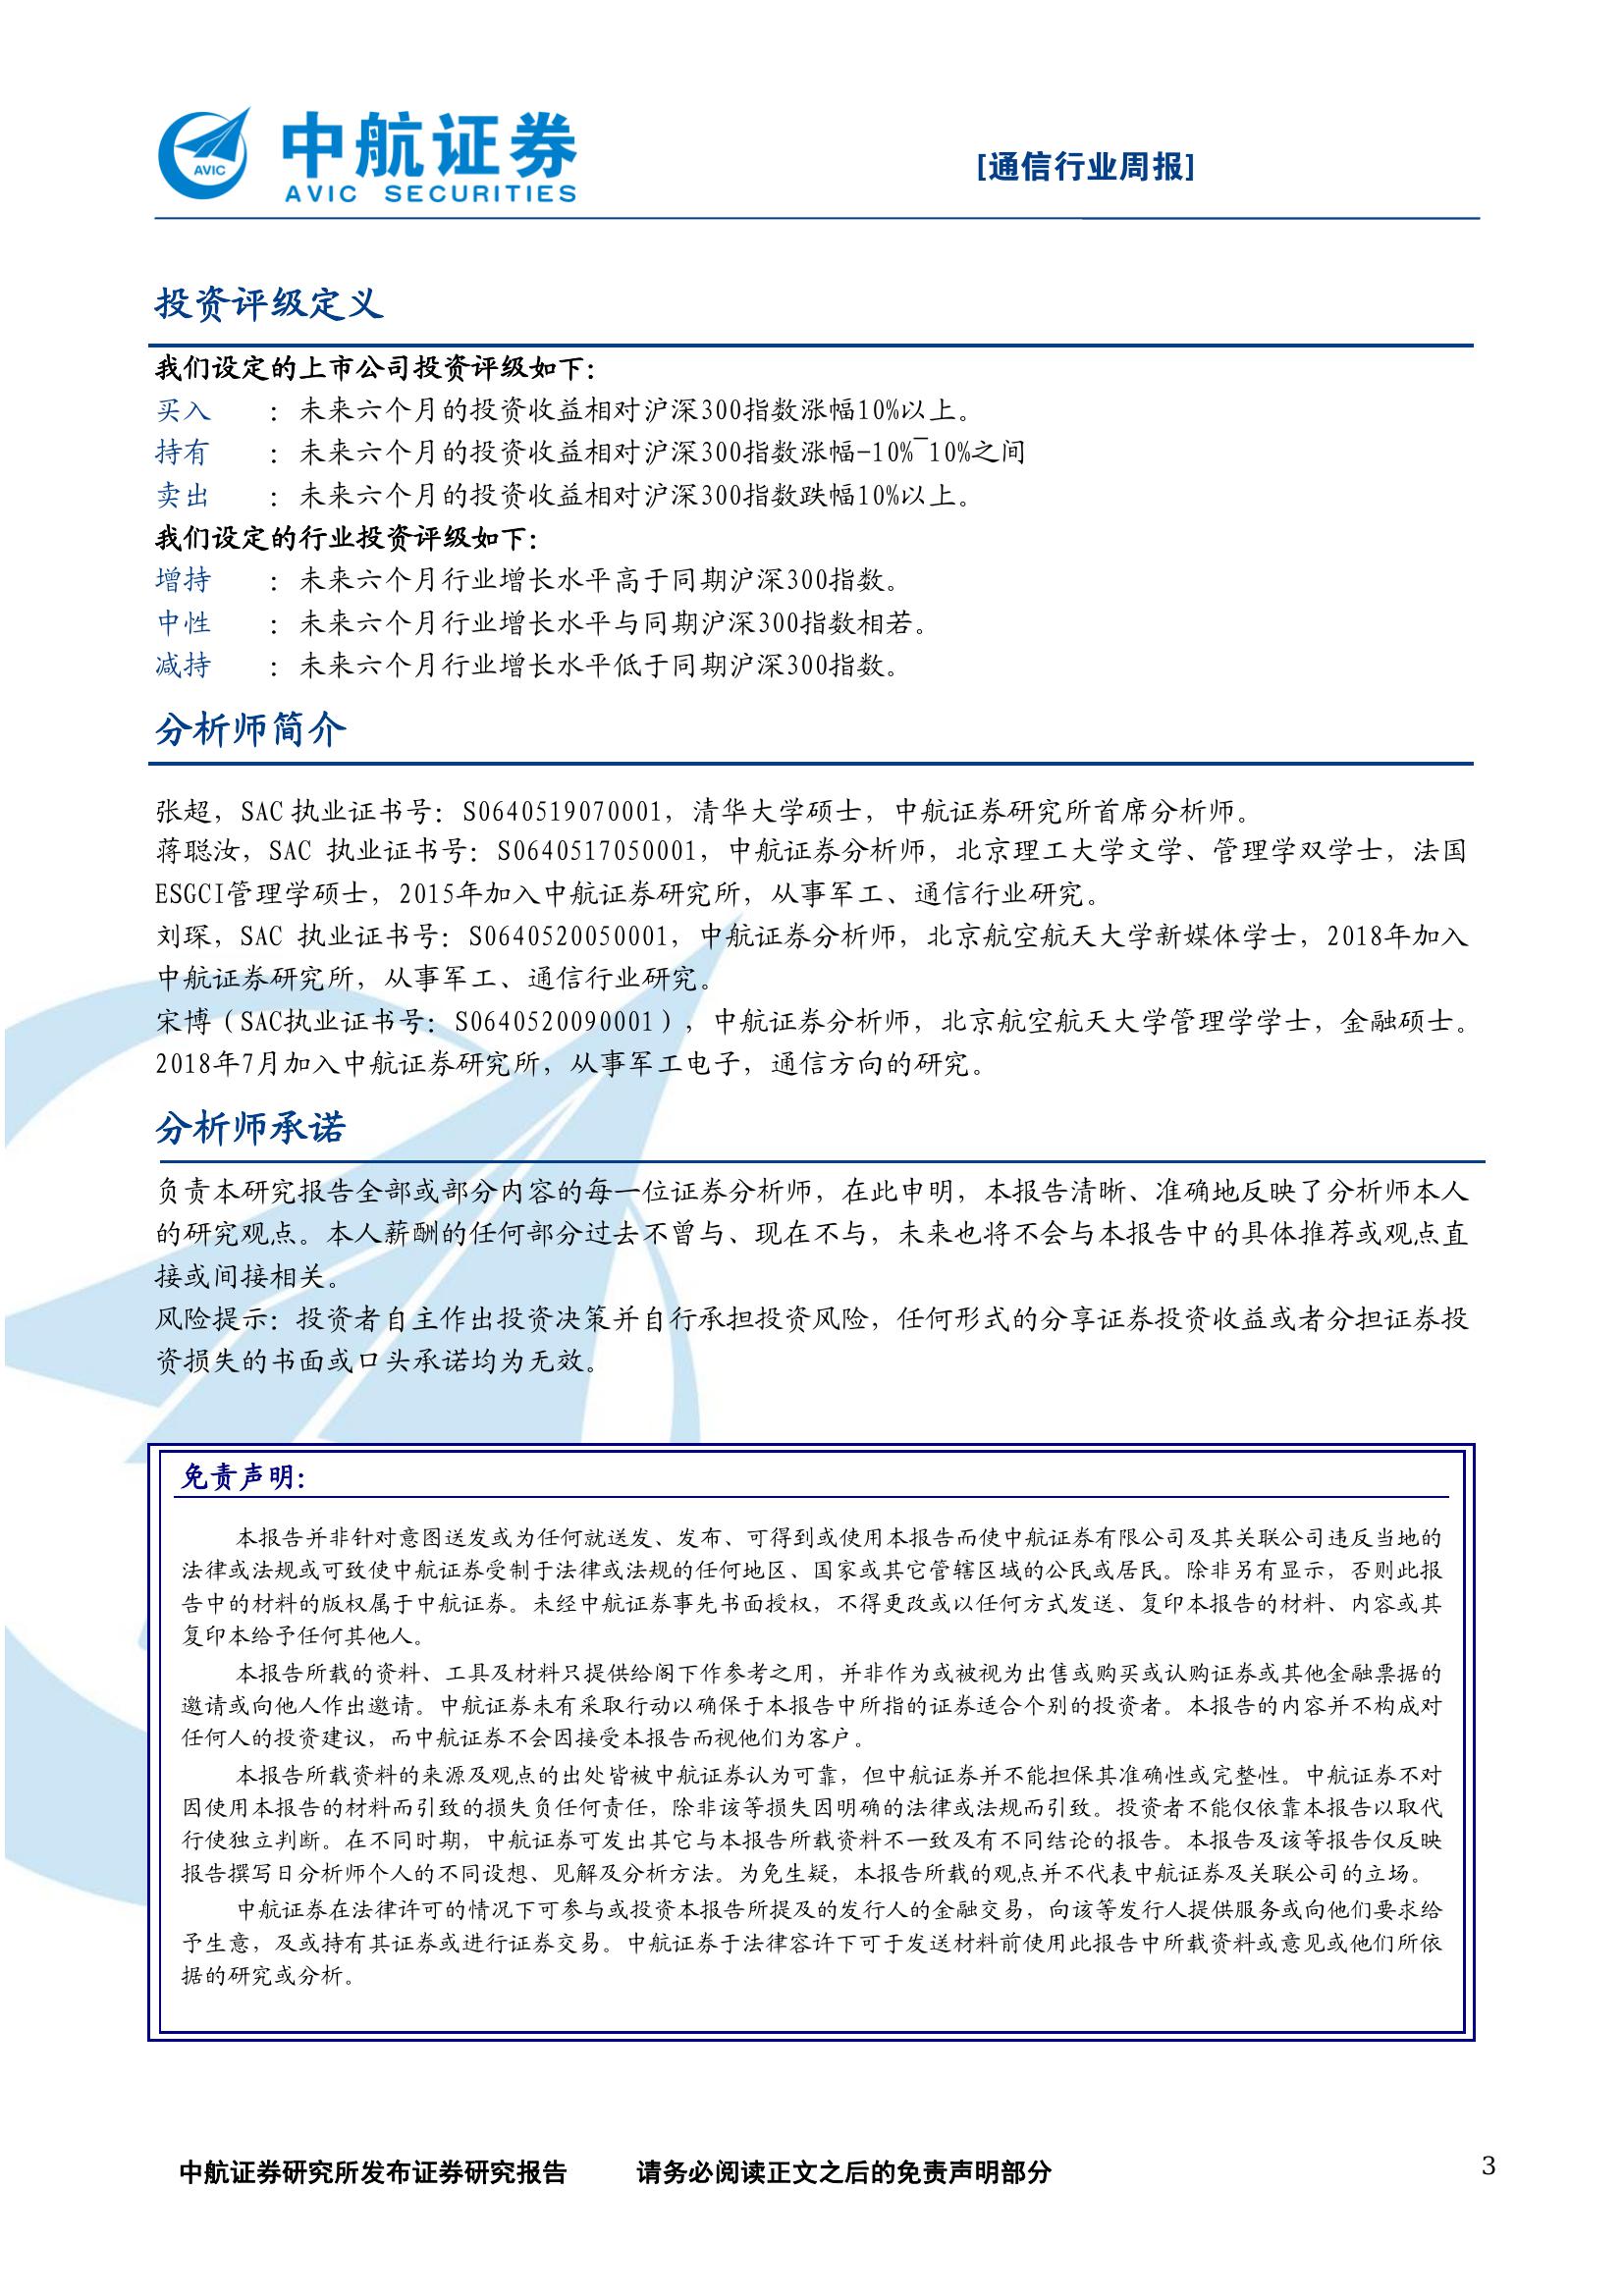 AVIC
中航证券
AVIC SECURITIES
[通信行业周报]
投资评级定义
我们设定的上市公司投资评级如下：
买入 ：未来六个月的投资收益相对沪深300指数涨幅10%以上。
持有 ：未来六个月的投资收益相对沪深300指数涨幅-10%~10%之间
卖出 ：未来六个月的投资收益相对沪深300指数跌幅10%以上。
我们设定的行业投资评级如下：
增持 ：未来六个月行业增长水平高于同期沪深300指数。
中性 ：未来六个月行业增长水平与同期沪深300指数相若。
减持 ：未来六个月行业增长水平低于同期沪深300指数。
分析师简介
张超，SAC 执业证书号：S0640519070001，清华大学硕士，中航证券研究所首席分析师。
蒋聪汝，SAC 执业证书号：S0640517050001，中航证券分析师，北京理工大学文学、管理学双学士，法国
ESGCI管理学硕士，2015年加入中航证券研究所，从事军工、通信行业研究。
刘琛，SAC 执业证书号：S0640520050001，中航证券分析师，北京航空航天大学新媒体学士，2018年加入
中航证券研究所，从事军工、通信行业研究。
宋博（SAC执业证书号：S0640520090001），中航证券分析师，北京航空航天大学管理学学士，金融硕士。
2018年7月加入中航证券研究所，从事军工电子，通信方向的研究。
分析师承诺
负责本研究报告全部或部分内容的每一位证券分析师，在此申明，本报告清晰、准确地反映了分析师本人
的研究观点。本人薪酬的任何部分过去不曾与、现在不与，未来也将不会与本报告中的具体推荐或观点直
接或间接相关。
风险提示：投资者自主作出投资决策并自行承担投资风险，任何形式的分享证券投资收益或者分担证券投
资损失的书面或口头承诺均为无效。
免责声明：
本报告并非针对意图送发或为任何就送发、发布、可得到或使用本报告而使中航证券有限公司及其关联公司违反当地的
法律或法规或可致使中航证券受制于法律或法规的任何地区、国家或其它管辖区域的公民或居民。除非另有显示，否则此报
告中的材料的版权属于中航证券。未经中航证券事先书面授权，不得更改或以任何方式发送、复印本报告的材料、内容或其
复印本给予任何其他人。
本报告所载的资料、工具及材料只提供给阁下作参考之用，并非作为或被视为出售或购买或认购证券或其他金融票据的
邀请或向他人作出邀请。中航证券未有采取行动以确保于本报告中所指的证券适合个别的投资者。本报告的内容并不构成对
任何人的投资建议，而中航证券不会因接受本报告而视他们为客户。
本报告所载资料的来源及观点的出处皆被中航证券认为可靠，但中航证券并不能担保其准确性或完整性。中航证券不对
因使用本报告的材料而引致的损失负任何责任，除非该等损失因明确的法律或法规而引致。投资者不能仅依靠本报告以取代
行使独立判断。在不同时期，中航证券可发出其它与本报告所载资料不一致及有不同结论的报告。本报告及该等报告仅反映
报告撰写日分析师个人的不同设想、见解及分析方法。为免生疑，本报告所载的观点并不代表中航证券及关联公司的立场。
中航证券在法律许可的情况下可参与或投资本报告所提及的发行人的金融交易，向该等发行人提供服务或向他们要求给
予生意，及或持有其证券或进行证券交易。中航证券于法律容许下可于发送材料前使用此报告中所载资料或意见或他们所依
据的研究或分析。
中航证券研究所发布证券研究报告 请务必阅读正文之后的免责声明部分 3